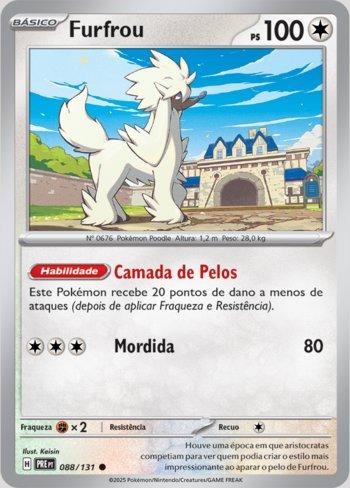 BÁSICO
Furfrou
PS 100
Nº 0676 Pokémon Poodle Altura: 1,2 m Peso: 28,0 kg
Habilidade Camada de Pelos
Este Pokémon recebe 20 pontos de dano a menos de
ataques (depois de aplicar Fraqueza e Resistência).
Mordida 80
Fraqueza ×2 Resistência Recuo
Ilust. Keisin
H PRE PT 088/131
Houve uma época em que aristocratas
competiam para ver quem podia criar o estilo mais
impressionante ao aparar o pelo de Furfrou.
©2025 Pokémon/Nintendo/Creatures/GAME FREAK